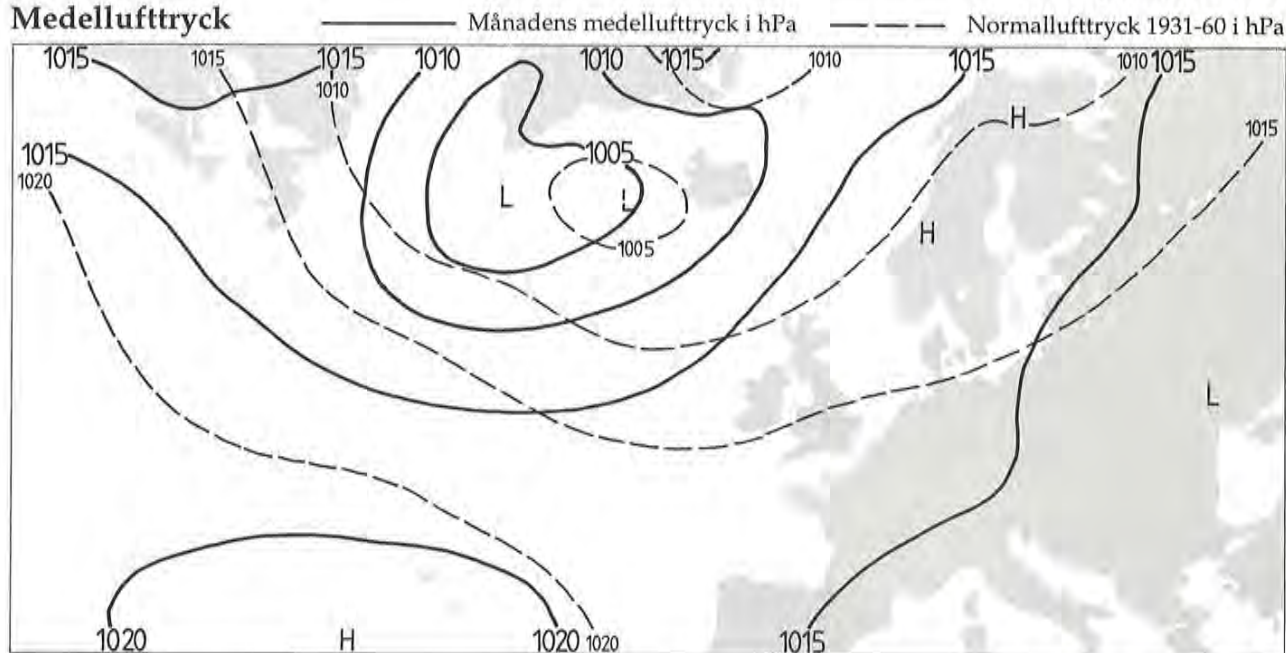 Medellufttryck
Månadens medellufttryck i hPa
Normallufttryck 1931-60 i hPa
1015 1015 1015 1010 1010 1015 1010 1015 1010 1015
1010
1015
1015
1005
1020
H
L L
H
1005
L
1020 H 1020 1020 1015